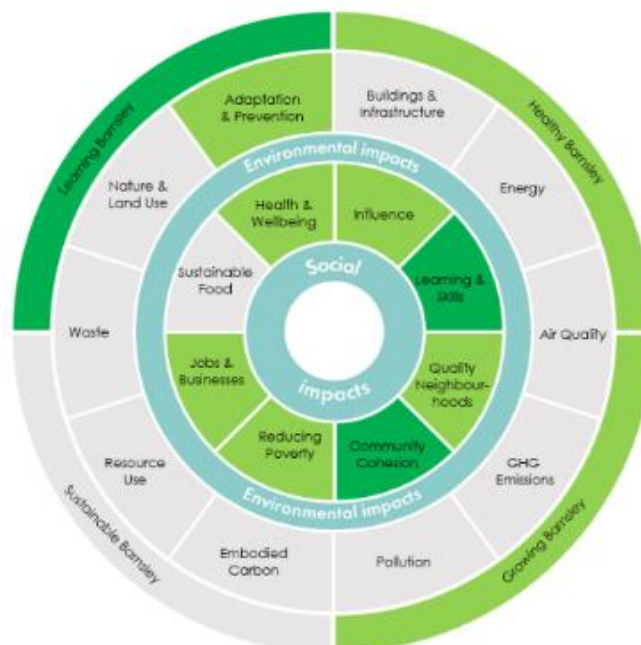 Learning Barnsley
Healthy Barnsley
Growing Barnsley
Sustainable Barnsley
Adaptation
& Prevention
Buildings &
Infrastructure
Energy
Air Quality
GHG
Emissions
Pollution
Embodied
Carbon
Resource
Use
Waste
Nature &
Land Use
Environmental impacts
Environmental impacts
Health &
Wellbeing
Influence
Learning &
Skills
Quality
Neighbour-
hoods
Community
Cohesion
Reducing
Poverty
Jobs &
Businesses
Sustainable
Food
Social
impacts